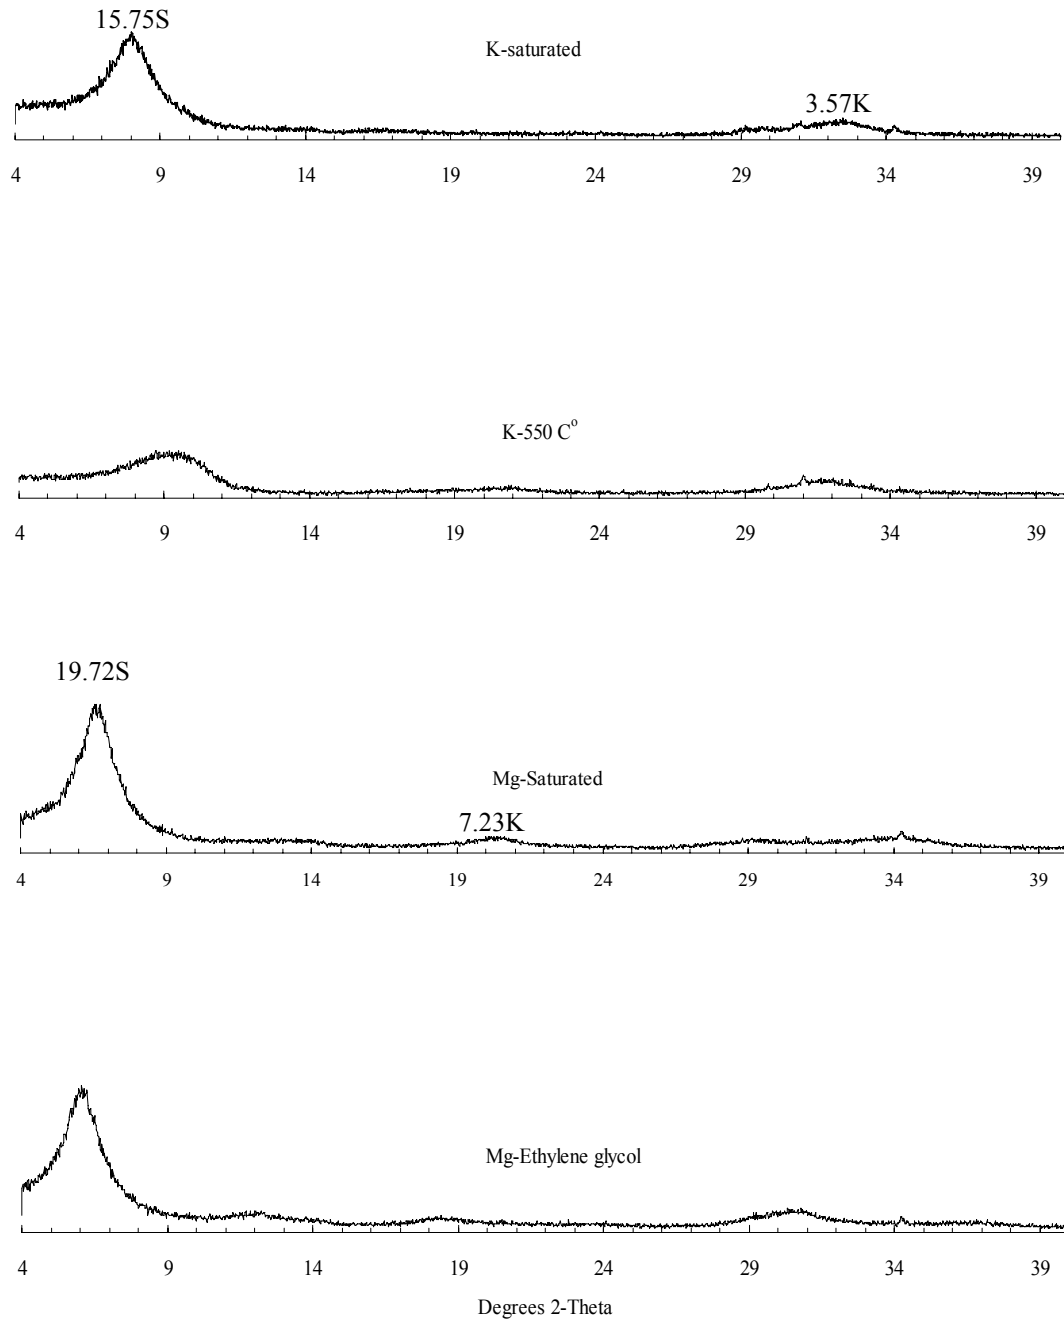 15.75S
K-saturated
3.57K
4 9 14 19 24 29 34 39
K-550 C°
4 9 14 19 24 29 34 39
19.72S
Mg-Saturated
7.23K
4 9 14 19 24 29 34 39
Mg-Ethylene glycol
4 9 14 19 24 29 34 39
Degrees 2-Theta